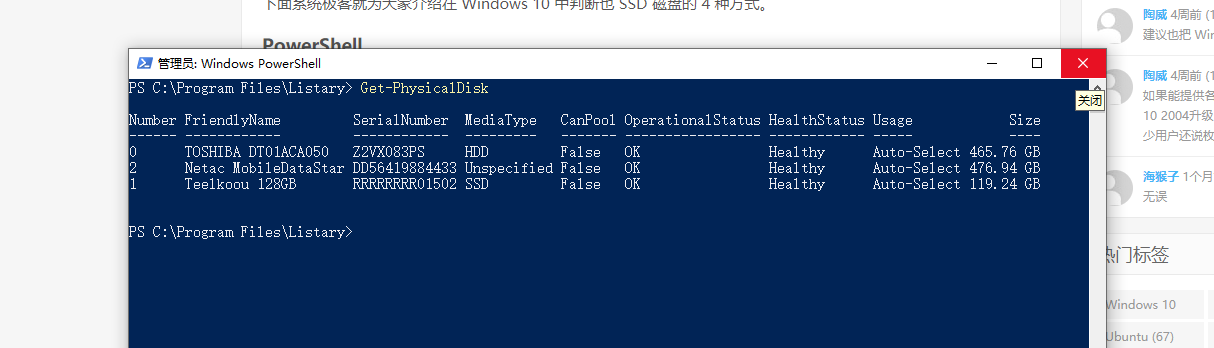 下面系统极客就为大家介绍在 Windows 10 中判断也 SSD 磁盘的 4 种方式。
PowerShell
管理员: Windows PowerShell
PS C:\Program Files\Listary> Get-PhysicalDisk
Number FriendlyName SerialNumber MediaType CanPool OperationalStatus HealthStatus Usage Size
------ ------------ ------------ --------- ------- ----------------- ------------ ----- ----
0 TOSHIBA DT01ACA050 Z2VX083PS HDD False OK Healthy Auto-Select 465.76 GB
2 Netac MobileDataStar DD56419884433 Unspecified False OK Healthy Auto-Select 476.94 GB
1 Teelkoou 128GB RRRRRRRR01502 SSD False OK Healthy Auto-Select 119.24 GB
PS C:\Program Files\Listary>
关闭
陶威 4周前 (1
建议也把 Win
陶威 4周前 (1
如果能提供各
10 2004升级
少用户还说枚
海猴子 1个月
无误
热门标签
Windows 10
Ubuntu (67)